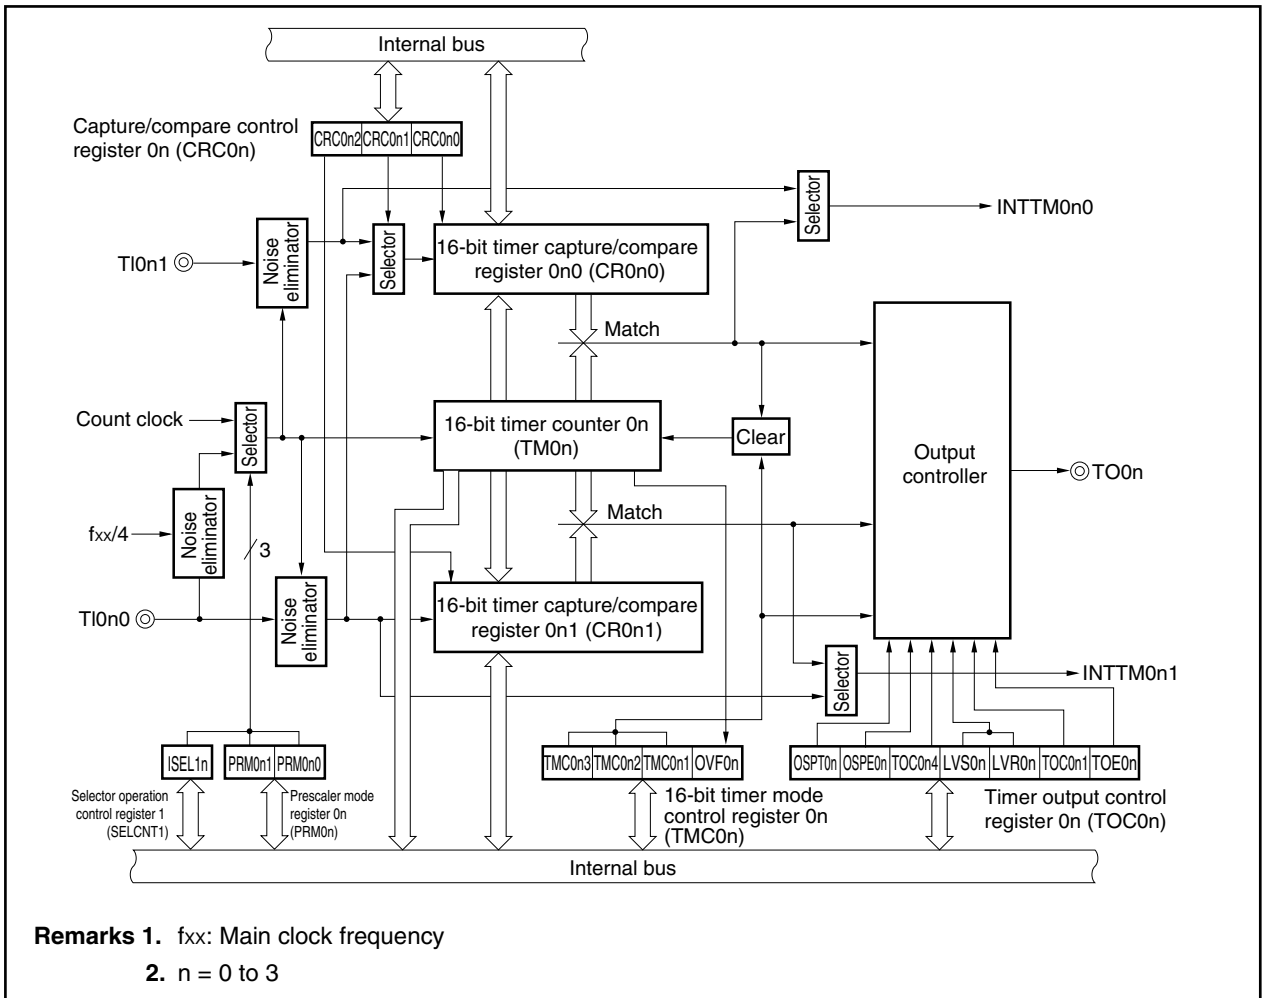 Internal bus
Capture/compare control
register 0n (CRC0n)
CRC0n2 CRC0n1 CRC0n0
Selector
INTTM0n0
TI0n1
Noise
eliminator
Selector
16-bit timer capture/compare
register 0n0 (CR0n0)
Match
Count clock
Selector
16-bit timer counter 0n
(TM0n)
Clear
Output
controller
TO0n
fxx/4
Noise
eliminator
3
Match
TI0n0
Noise
eliminator
16-bit timer capture/compare
register 0n1 (CR0n1)
Selector
INTTM0n1
ISEL1n
PRM0n1 PRM0n0
TMC0n3 TMC0n2 TMC0n1 OVF0n
OSPT0n OSPE0n TOC0n4 LVS0n LVR0n TOC0n1 TOE0n
Selector operation
control register 1
(SELCNT1)
Prescaler mode
register 0n
(PRM0n)
16-bit timer mode
control register 0n
(TMC0n)
Timer output control
register 0n (TOC0n)
Internal bus
Remarks 1. fxx: Main clock frequency
2. n = 0 to 3